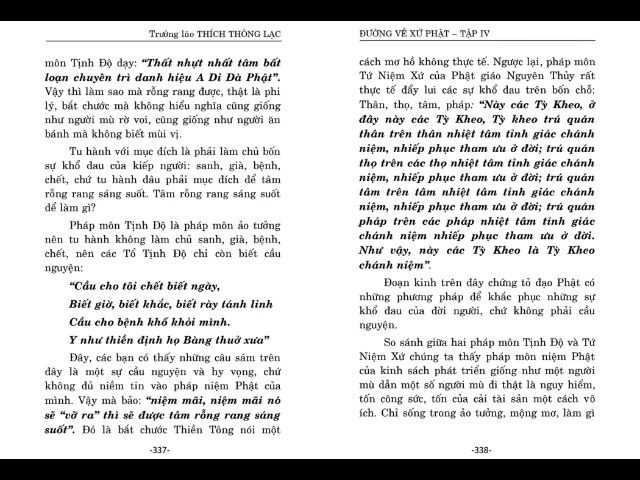 Trưởng lão THÍCH THÔNG LẠC
môn Tịnh Độ dạy: “Thất nhựt nhất tâm bất
loạn chuyên trì danh hiệu A Di Đà Phật”.
Vậy thì làm sao mà rỗng rang được, thật là phi
lý, bắt chước mà không hiểu nghĩa cũng giống
như người mù rờ voi, cũng giống như người ăn
bánh mà không biết mùi vị.
Tu hành với mục đích là phải làm chủ bốn
sự khổ đau của kiếp người: sanh, già, bệnh,
chết, chứ tu hành đâu phải mục đích để tâm
rỗng rang sáng suốt. Tâm rỗng rang sáng suốt
để làm gì?
Pháp môn Tịnh Độ là pháp môn ảo tưởng
nên tu hành không làm chủ sanh, già, bệnh,
chết, nên các Tổ Tịnh Độ chỉ còn biết cầu
nguyện:
“Cầu cho tôi chết biết ngày,
Biết giờ, biết khắc, biết rày tánh linh
Cầu cho bệnh khổ khỏi mình.
Y như thiền định họ Bàng thuở xưa”
Đây, các bạn có thấy những câu sám trên
đây là một sự cầu nguyện và hy vọng, chứ
không đủ niềm tin vào pháp niệm Phật của
mình. Vậy mà bảo: “niệm mãi, niệm mãi nó
sẽ “vỡ ra” thì sẽ được tâm rỗng rang sáng
suốt”. Đó là bắt chước Thiền Tông nói một
-337-
ĐƯỜNG VỀ XỨ PHẬT – TẬP IV
cách mơ hồ không thực tế. Ngược lại, pháp môn
Tứ Niệm Xứ của Phật giáo Nguyên Thủy rất
thực tế đẩy lui các sự khổ đau trên bốn chỗ:
Thân, thọ, tâm, pháp: “Này các Tỳ Kheo, ở
đây này các Tỳ Kheo, Tỳ kheo trú quán
thân trên thân nhiệt tâm tỉnh giác chánh
niệm, nhiếp phục tham ưu ở đời; trú quán
thọ trên các thọ nhiệt tâm tỉnh giác chánh
niệm, nhiếp phục tham ưu ở đời; trú quán
tâm trên tâm nhiệt tâm tỉnh giác chánh
niệm, nhiếp phục tham ưu ở đời; trú quán
pháp trên các pháp nhiệt tâm tỉnh giác
chánh niệm nhiếp phục tham ưu ở đời.
Như vậy, này các Tỳ Kheo là Tỳ Kheo
chánh niệm”.
Đoạn kinh trên đây chứng tỏ đạo Phật có
những phương pháp để khắc phục những sự
khổ đau của đời người, chứ không phải cầu
nguyện.
So sánh giữa hai pháp môn Tịnh Độ và Tứ
Niệm Xứ chúng ta thấy pháp môn niệm Phật
của kinh sách phát triển giống như một người
mù dẫn một số người mù đi thật là nguy hiểm,
tốn công sức, tốn của cải tài sản một cách vô
ích. Chỉ sống trong ảo tưởng, mộng mơ, làm gì
-338-